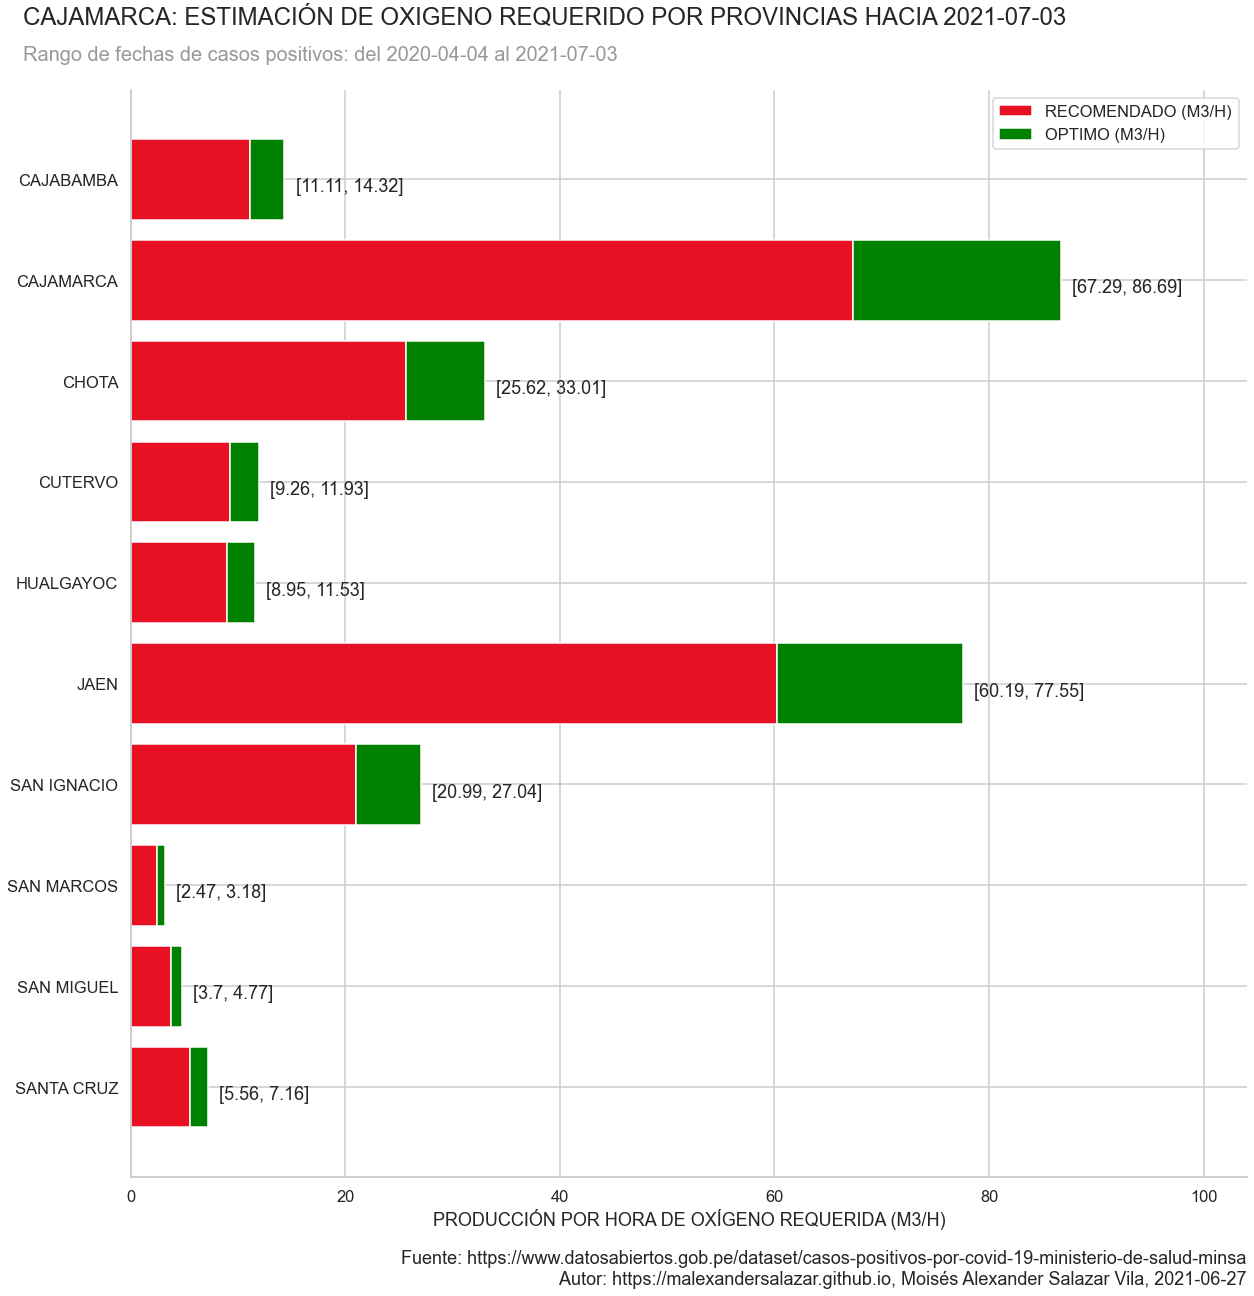 CAJAMARCA: ESTIMACIÓN DE OXIGENO REQUERIDO POR PROVINCIAS HACIA 2021-07-03
Rango de fechas de casos positivos: del 2020-04-04 al 2021-07-03
RECOMENDADO (M3/H)
OPTIMO (M3/H)
CAJABAMBA [11.11, 14.32]
CAJAMARCA [67.29, 86.69]
CHOTA [25.62, 33.01]
CUTERVO [9.26, 11.93]
HUALGAYOC [8.95, 11.53]
JAEN [60.19, 77.55]
SAN IGNACIO [20.99, 27.04]
SAN MARCOS [2.47, 3.18]
SAN MIGUEL [3.7, 4.77]
SANTA CRUZ [5.56, 7.16]
0 20 40 60 80 100
PRODUCCIÓN POR HORA DE OXÍGENO REQUERIDA (M3/H)
Fuente: https://www.datosabiertos.gob.pe/dataset/casos-positivos-por-covid-19-ministerio-de-salud-minsa
Autor: https://malexandersalazar.github.io, Moisés Alexander Salazar Vila, 2021-06-27